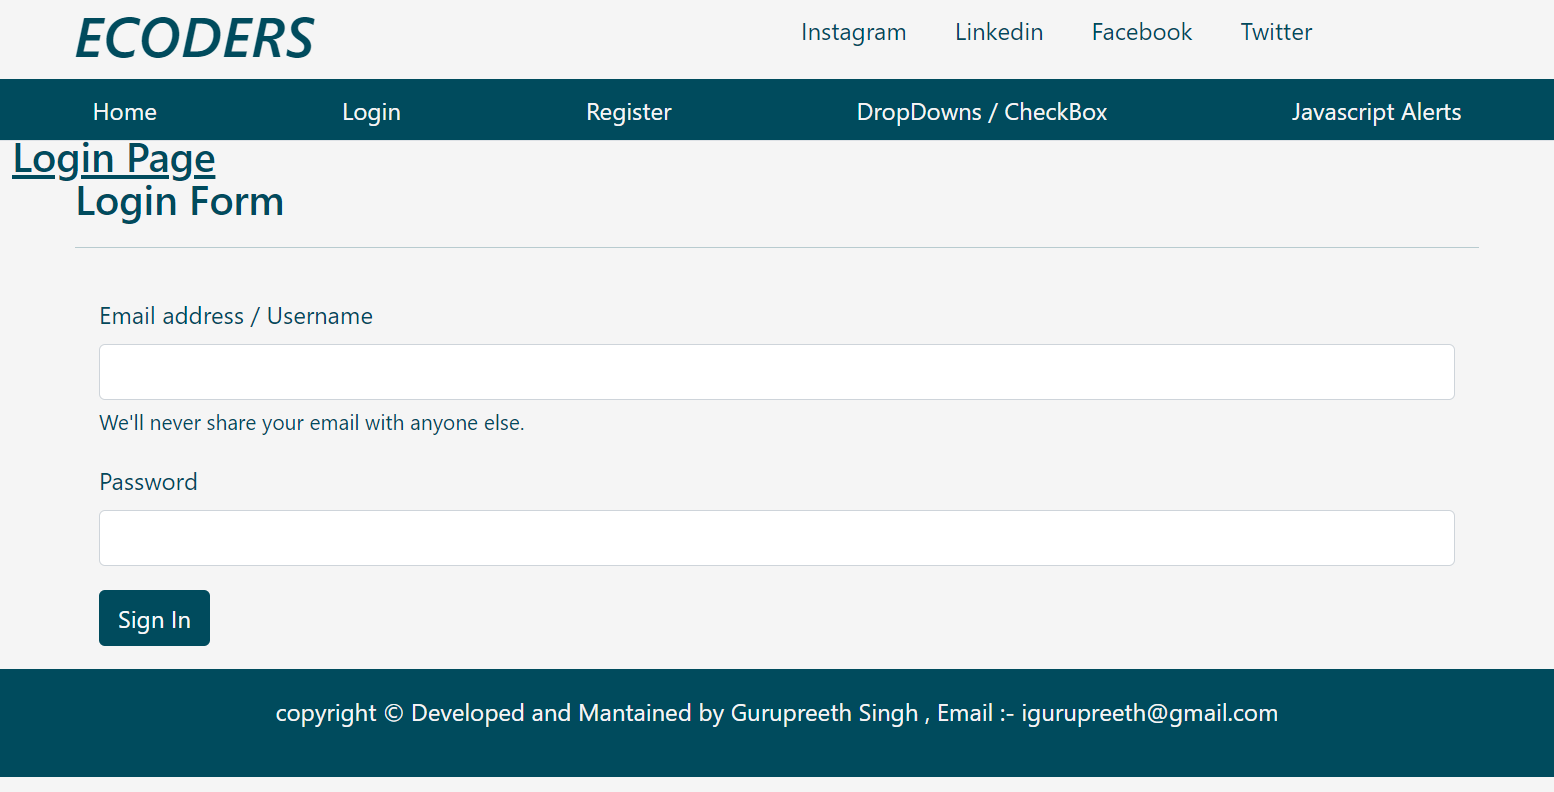 ECODERS
Instagram Linkedin Facebook Twitter
Home Login Register DropDowns / CheckBox Javascript Alerts
Login Page
Login Form
Email address / Username
We'll never share your email with anyone else.
Password
Sign In
copyright © Developed and Mantained by Gurupreeth Singh , Email :- igurupreeth@gmail.com